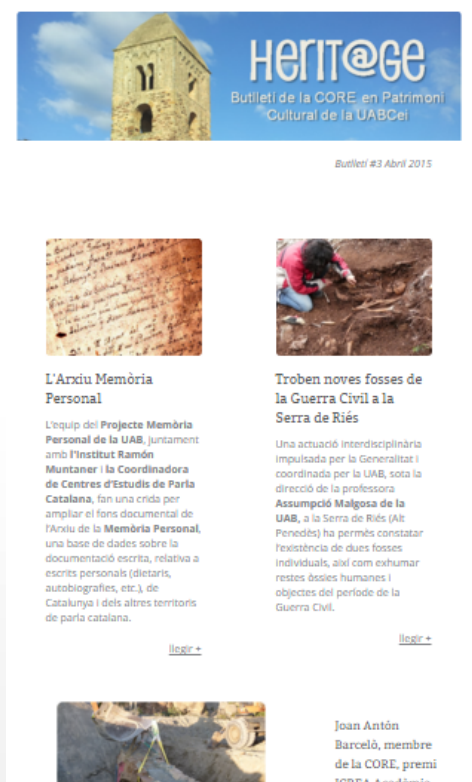 HERIT@GE
Butlletí de la CORE en Patrimoni
Cultural de la UABCei
Butlletí #3 Abril 2015
L'Arxiu Memòria
Personal
L'equip del Projecte Memòria
Personal de la UAB, juntament
amb l'Institut Ramón
Muntaner i la Coordinadora
de Centres d'Estudis de Parla
Catalana, fan una crida per
ampliar el fons documental de
l'Arxiu de la Memòria Personal,
una base de dades sobre la
documentació escrita, relativa a
escrits personals (dietaris,
autobiografies, etc.), de
Catalunya i dels altres territoris
de parla catalana.
llegir +
Troben noves fosses de
la Guerra Civil a la
Serra de Riés
Una actuació interdisciplinària
impulsada per la Generalitat i
coordinada per la UAB, sota la
direcció de la professora
Assumpció Malgosa de la
UAB, a la Serra de Riés (Alt
Penedès) ha permès constatar
l'existència de dues fosses
individuals, així com exhumar
restes òssies humanes i
objectes del període de la
Guerra Civil.
llegir +
Joan Antón
Barceló, membre
de la CORE, premi